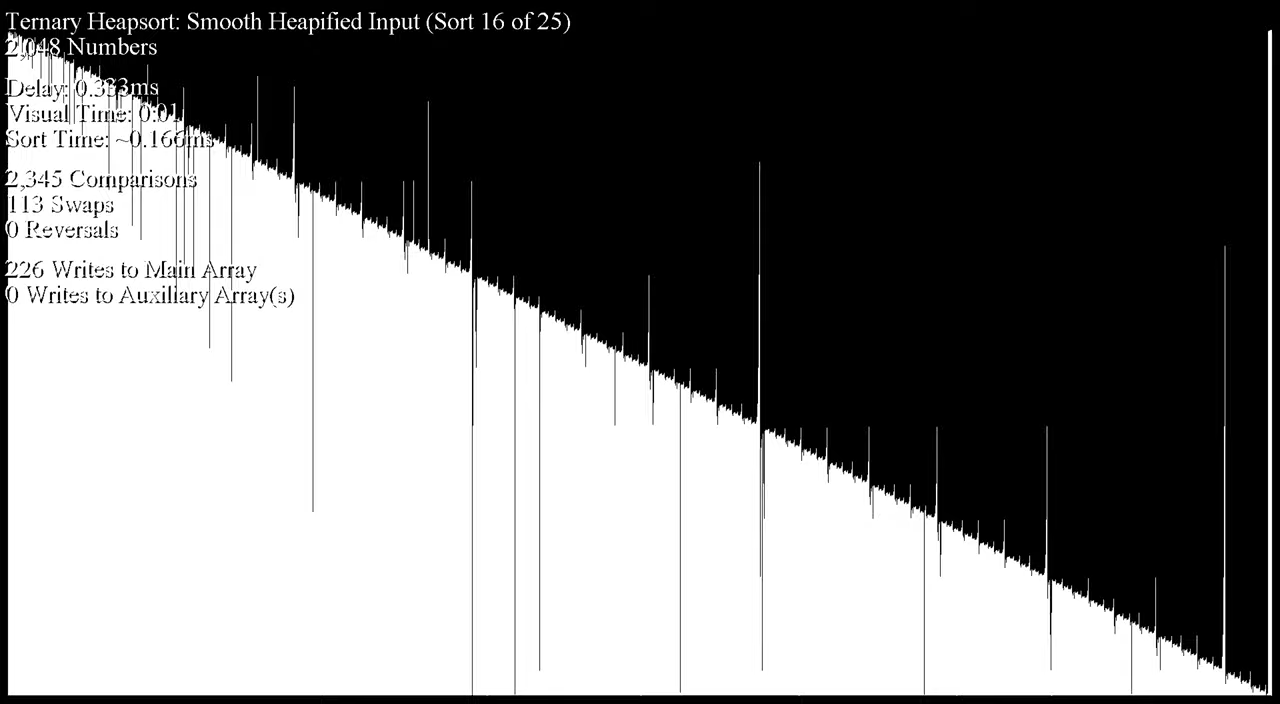 Ternary Heapsort: Smooth Heapified Input (Sort 16 of 25)
2,048 Numbers
Delay: 0.333ms
Visual Time: 0:01
Sort Time: ~0.166ms
2,345 Comparisons
113 Swaps
0 Reversals
226 Writes to Main Array
0 Writes to Auxiliary Array(s)